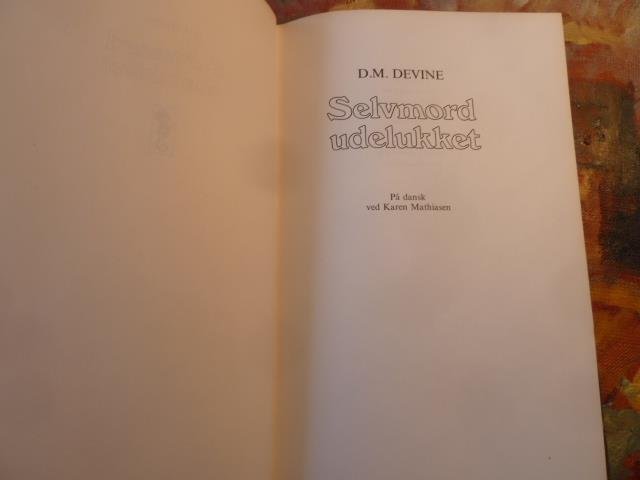 D.M. DEVINE
Selvmord
udelukket
På dansk
ved Karen Mathiasen